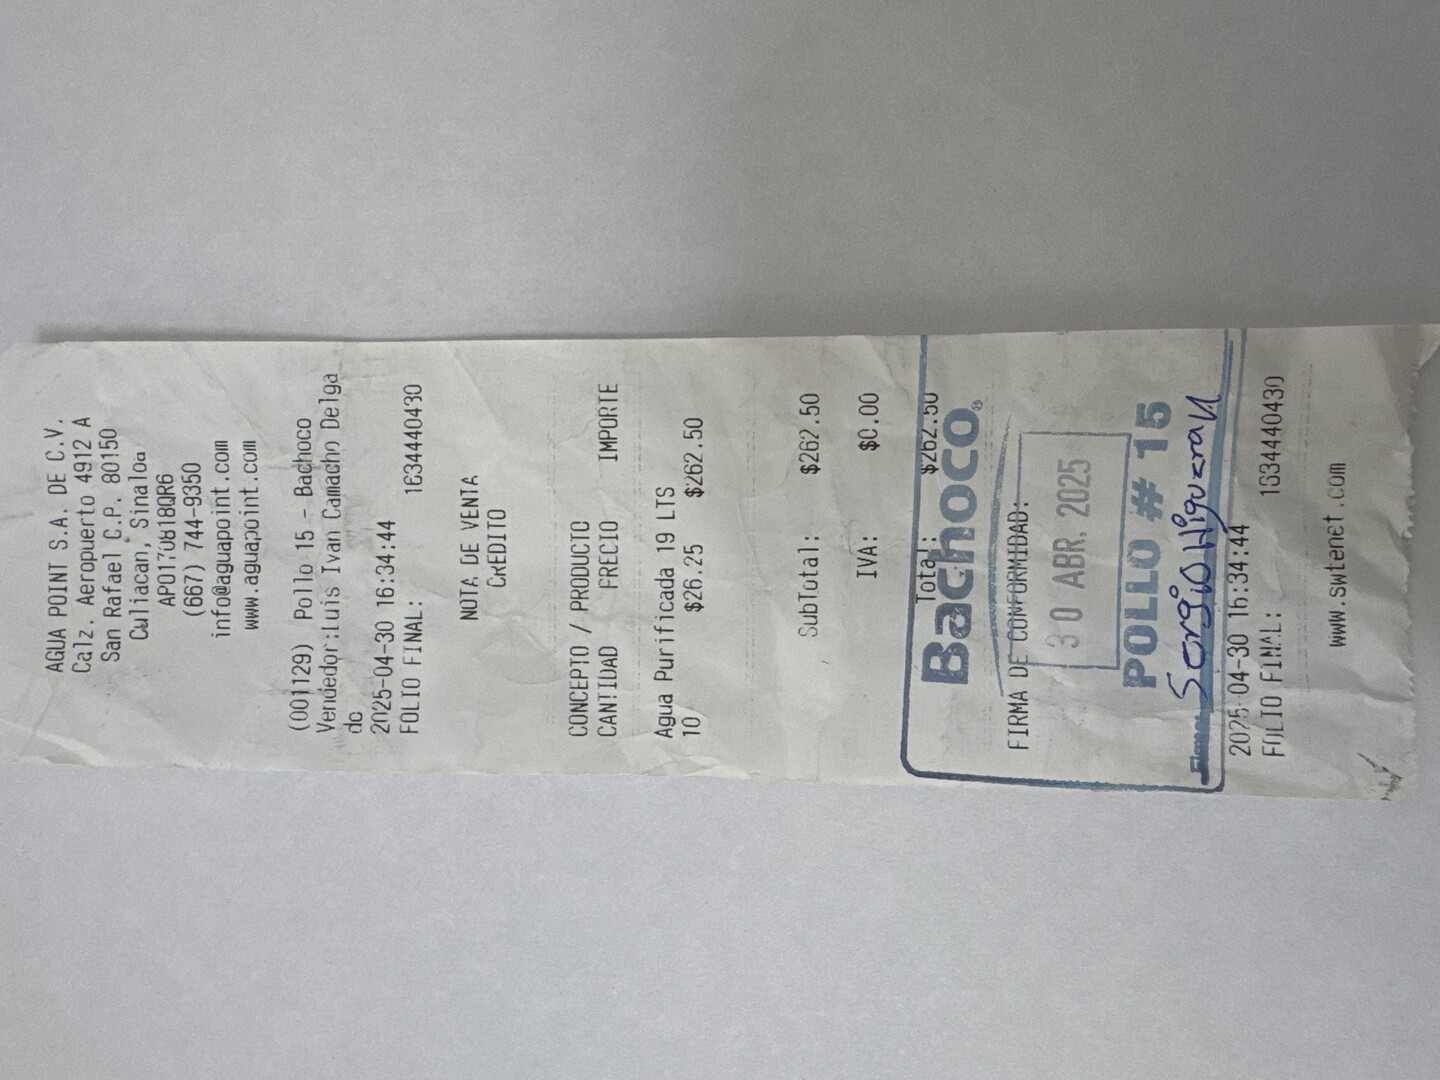 AGUA POINT S.A. DE C.V.
Calz. Aeropuerto 4912 A
San Rafael C.P. 80150
Culiacan, Sinaloa
APO170818QR6
(667) 744-9350
info@aguapoint.com
www.aguapoint.com
(001129) Pollo 15 - Bachoco
Vendedor:Luis Ivan Camacho Delga
do
2025-04-30 16:34:44
FOLIO FINAL: 1634440430
NOTA DE VENTA
CREDITO
CONCEPTO / PRODUCTO
CANTIDAD PRECIO IMPORTE
Agua Purificada 19 LTS
10 $26.25 $262.50
SubTotal: $262.50
IVA: $0.00
Total: $262.50
Bachoco®
FIRMA DE CONFORMIDAD:
30 ABR. 2025
POLLO # 15
Firma: Sergio Higuera N
2025-04-30 16:34:44
FOLIO FINAL: 1634440430
www.swtenet.com